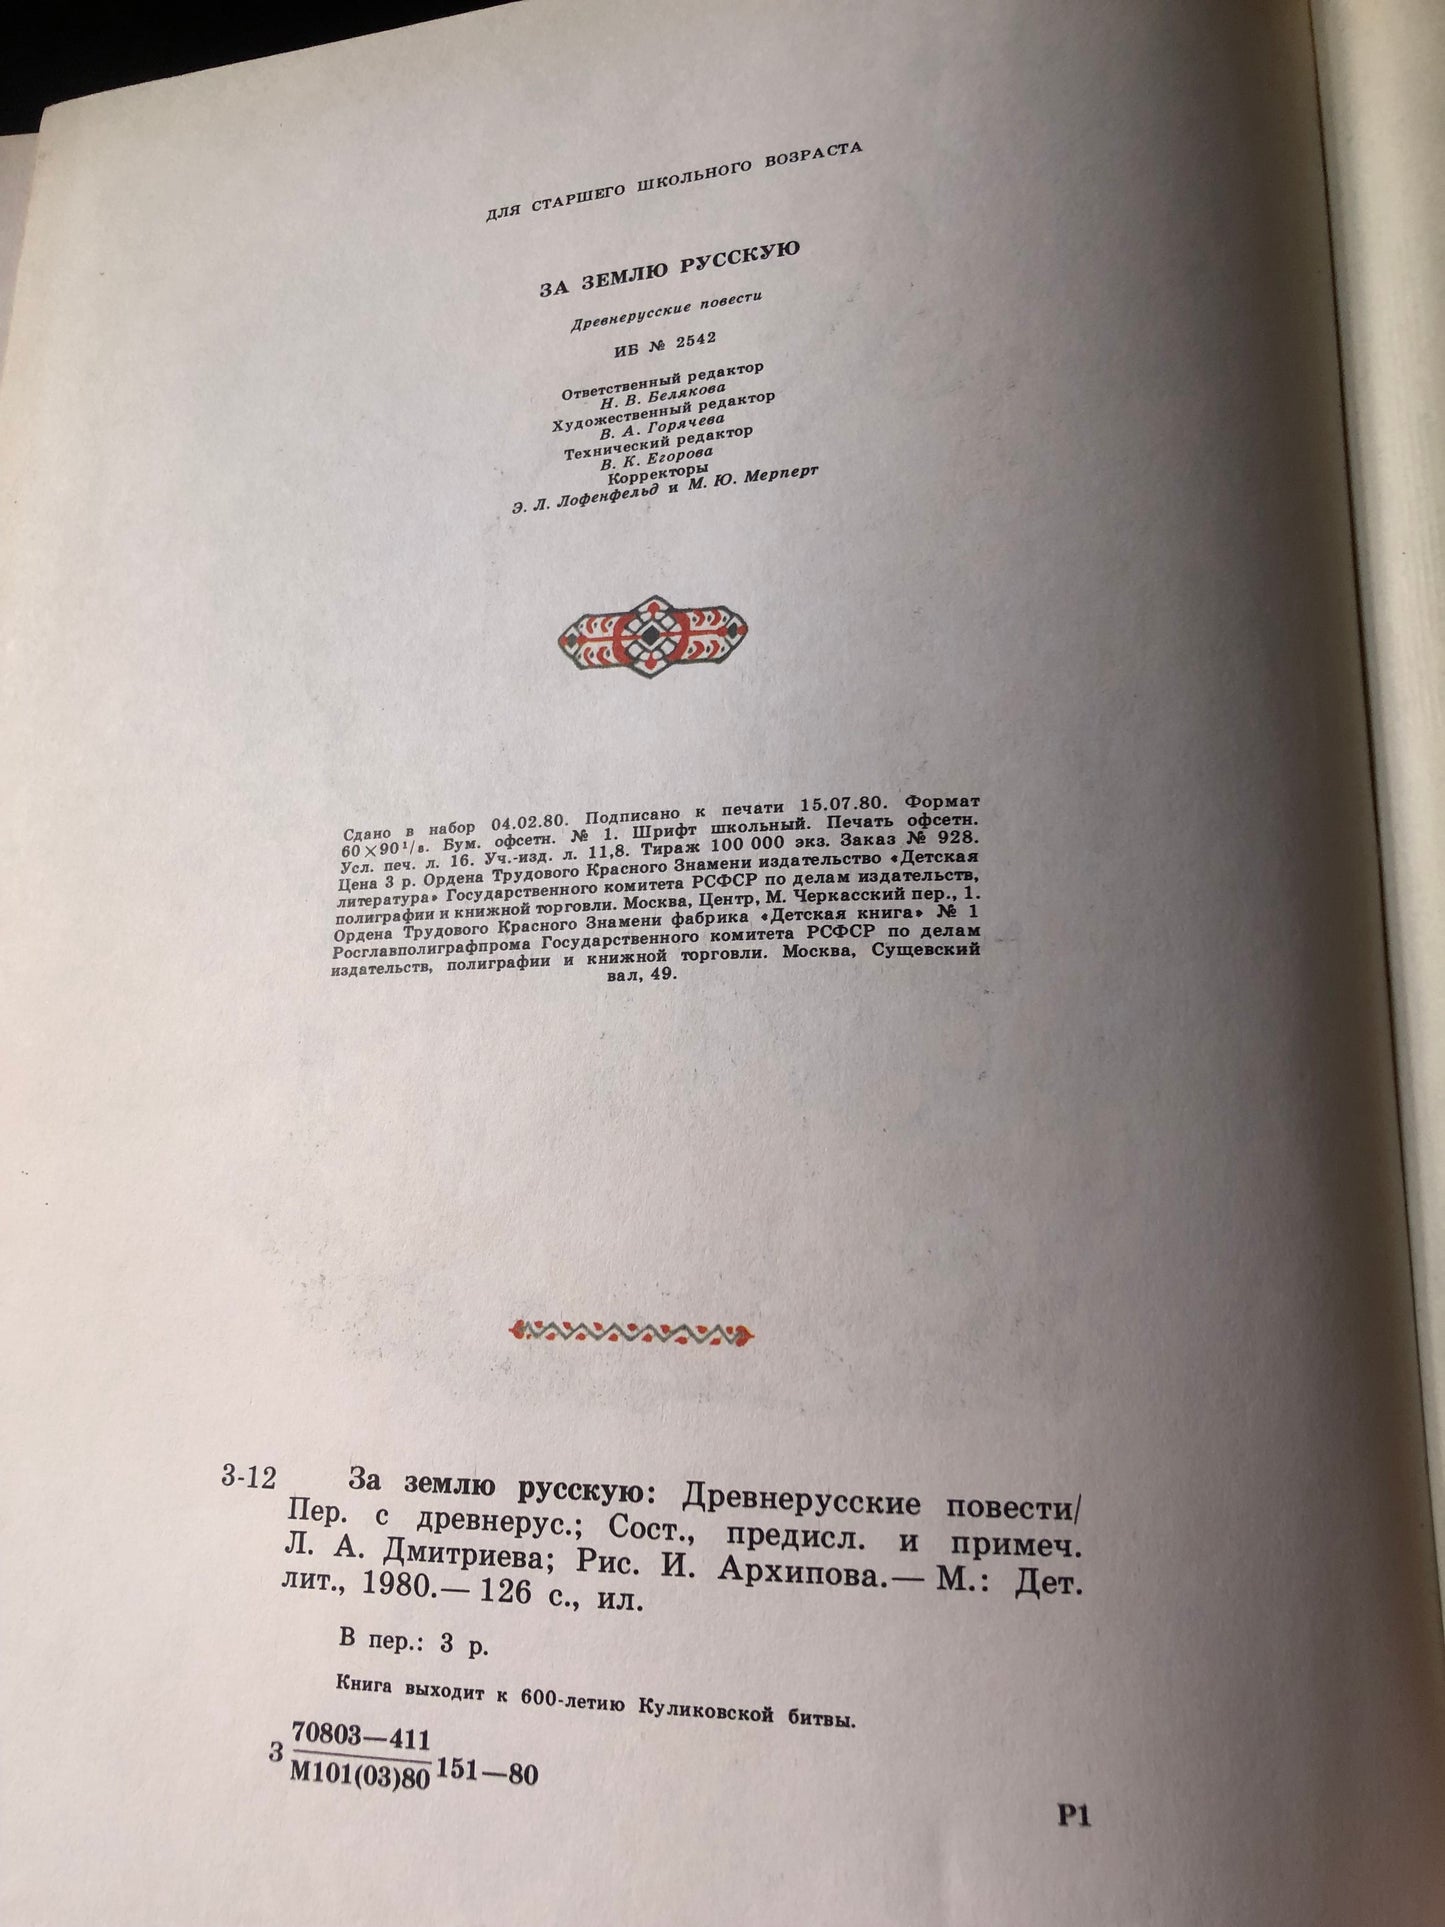 ДЛЯ СТАРШЕГО ШКОЛЬНОГО ВОЗРАСТА
ЗА ЗЕМЛЮ РУССКУЮ
Древнерусские повести
ИБ № 2542
Ответственный редактор
Н. В. Белякова
Художественный редактор
В. А. Горячева
Технический редактор
В. К. Егорова
Корректоры
Э. Л. Лофенфельд и М. Ю. Мерперт
Сдано в набор 04.02.80. Подписано к печати 15.07.80. Формат
60×90 1/8. Бум. офсетн. № 1. Шрифт школьный. Печать офсетн.
Усл. печ. л. 16. Уч.-изд. л. 11,8. Тираж 100 000 экз. Заказ № 928.
Цена 3 р. Ордена Трудового Красного Знамени издательство «Детская
литература» Государственного комитета РСФСР по делам издательств,
полиграфии и книжной торговли. Москва, Центр, М. Черкасский пер., 1.
Ордена Трудового Красного Знамени фабрика «Детская книга» № 1
Росглавполиграфпрома Государственного комитета РСФСР по делам
издательств, полиграфии и книжной торговли. Москва, Сущевский
вал, 49.
З-12 За землю русскую: Древнерусские повести/
Пер. с древнерус.; Сост., предисл. и примеч.
Л. А. Дмитриева; Рис. И. Архипова.— М.: Дет.
лит., 1980.— 126 с., ил.
В пер.: 3 р.
Книга выходит к 600-летию Куликовской битвы.
З 70803—411
М101(03)80 151—80
Р1